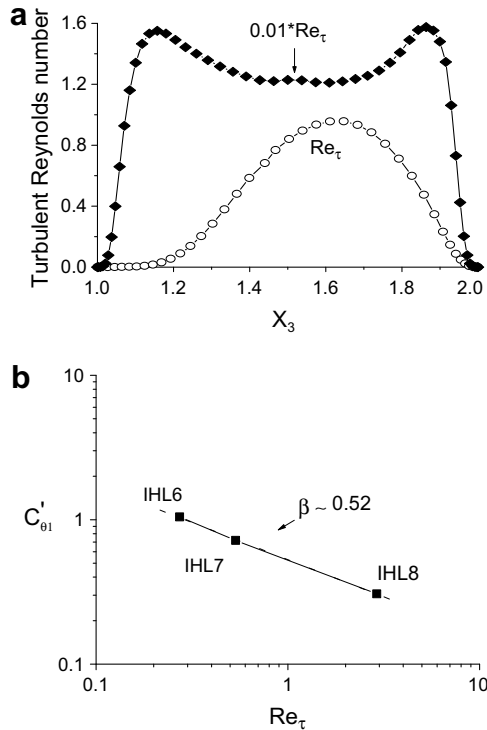 a
1.6
1.2
0.8
0.4
0.0
Turbulent Reynolds number
0.01*Reτ
Reτ
1.0 1.2 1.4 1.6 1.8 2.0
X3
b
10
1
0.1
C'θ1
IHL6
IHL7
IHL8
β ~ 0.52
0.1 1 10
Reτ